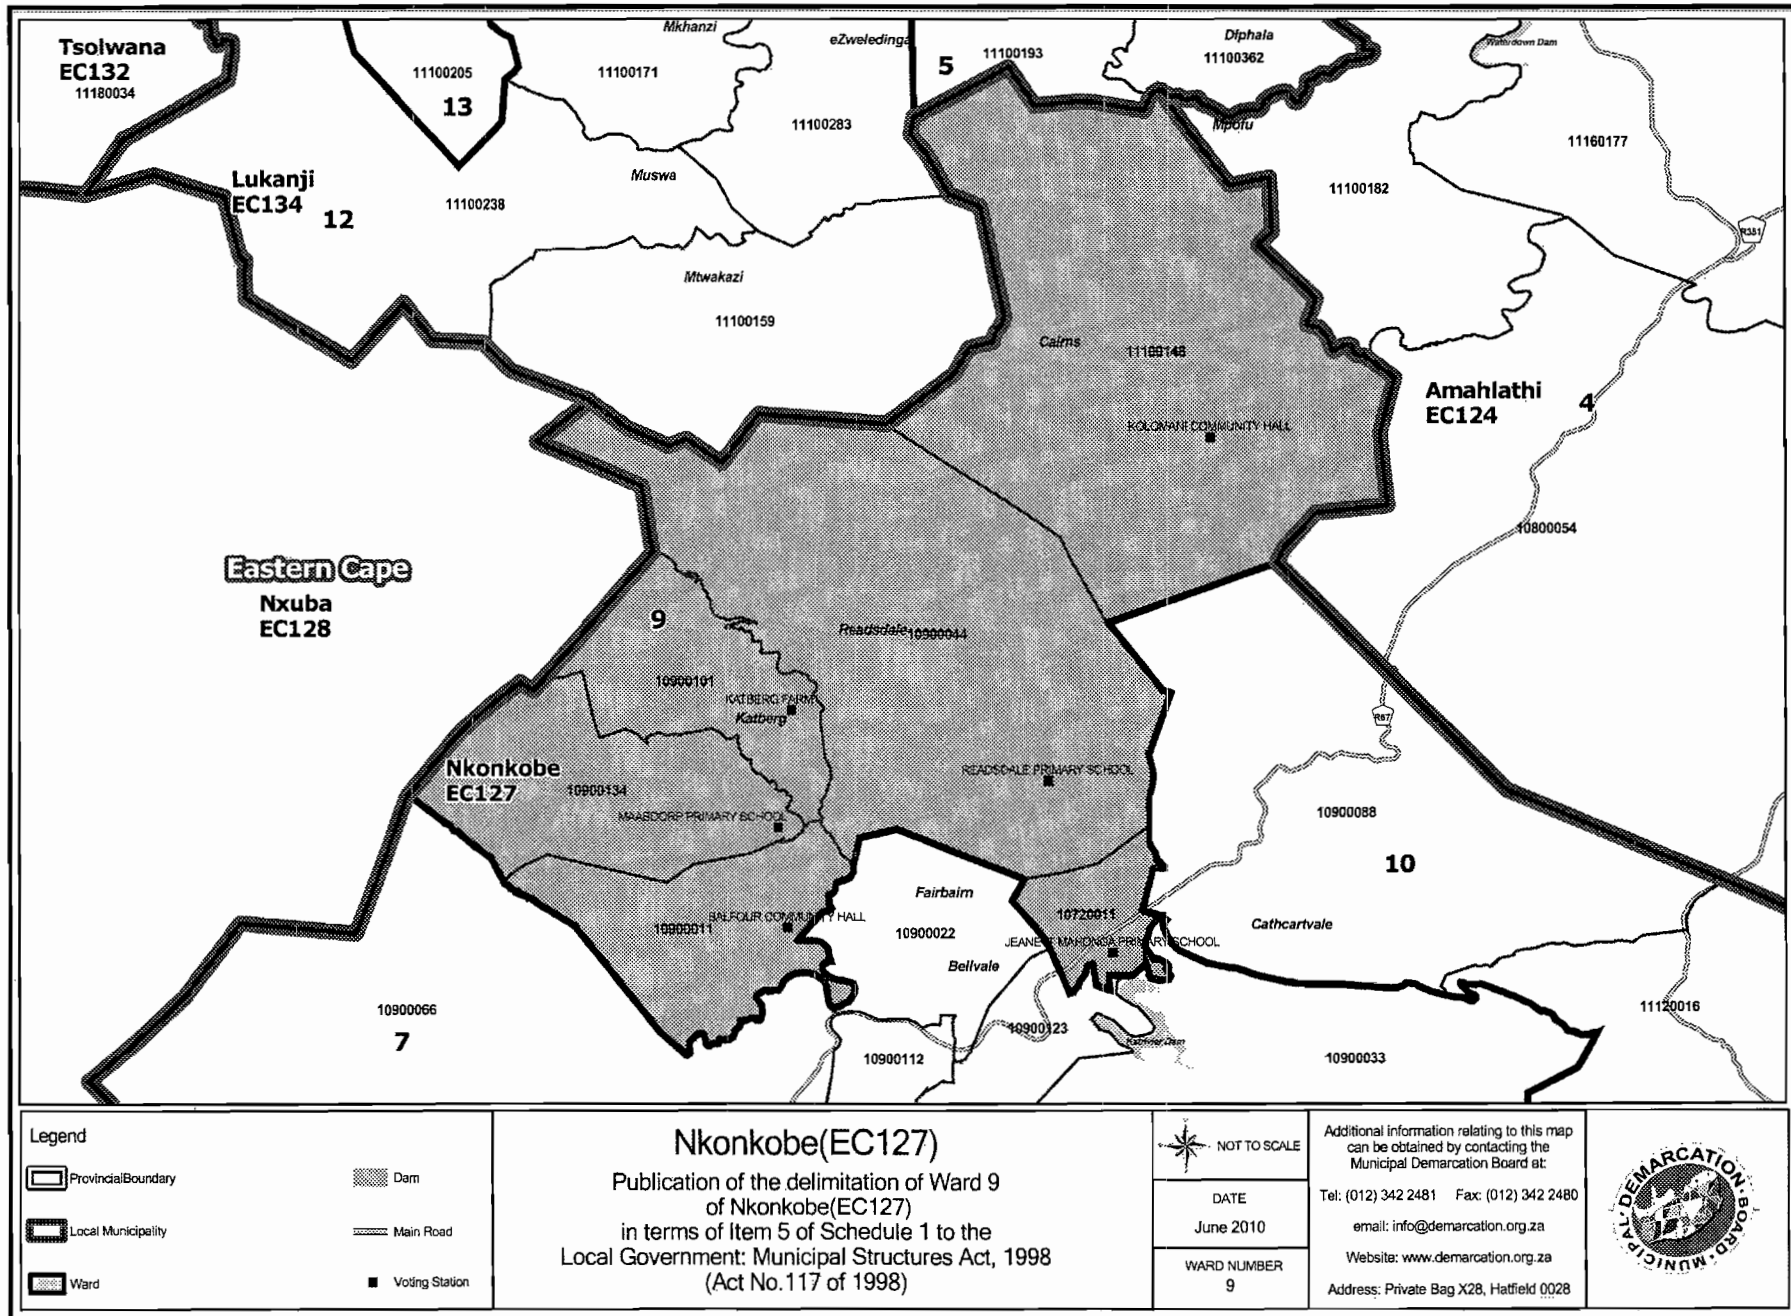 Tsolwana
EC132
11180034
11100205
13
Mkhanzi
11100171
eZweledinga
11100283
5
11100193
Diphala
11100362
Waterdown Dam
Mpofu
11160177
11100182
R351
Lukanji
EC134
12
11100238
Muswa
Mtwakazi
11100159
Cairns
11100148
KOLOMANI COMMUNITY HALL
Amahlathi
EC124
4
10800054
Eastern Cape
Nxuba
EC128
9
Readsdale
10900044
10900101
KATBERG FARM
Katberg
R67
Nkonkobe
EC127
10900134
MAASDORP PRIMARY SCHOOL
READSDALE PRIMARY SCHOOL
10900088
10
Fairbairn
10900022
Bellvale
BALFOUR COMMUNITY HALL
10900011
10720011
PRIMARY SCHOOL
Cathcartvale
10900066
7
10900112
10900123
Dam
10900033
11120016
Legend
ProvincialBoundary
Dam
Local Municipality
Main Road
Ward
Voting Station
Nkonkobe(EC127)
Publication of the delimitation of Ward 9
of Nkonkobe(EC127)
in terms of Item 5 of Schedule 1 to the
Local Government: Municipal Structures Act, 1998
(Act No.117 of 1998)
NOT TO SCALE
DATE
June 2010
WARD NUMBER
9
Additional information relating to this map
can be obtained by contacting the
Municipal Demarcation Board at:
Tel: (012) 342 2481 Fax: (012) 342 2480
email: info@demarcation.org.za
Website: www.demarcation.org.za
Address: Private Bag X28, Hatfield 0028
MUNICIPAL DEMARCATION BOARD